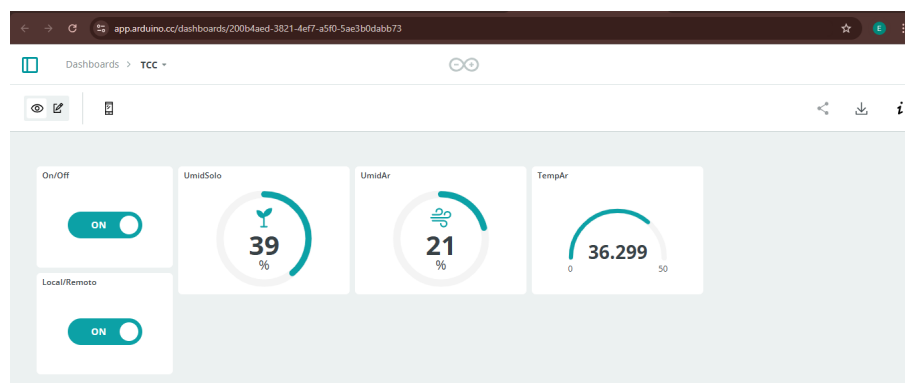 app.arduino.cc/dashboards/200b4aed-3821-4ef7-a5f0-5ae3b0dabb73
E
Dashboards > TCC
i
On/Off
ON
UmidSolo
39
%
UmidAr
21
%
TempAr
36.299
0 50
Local/Remoto
ON